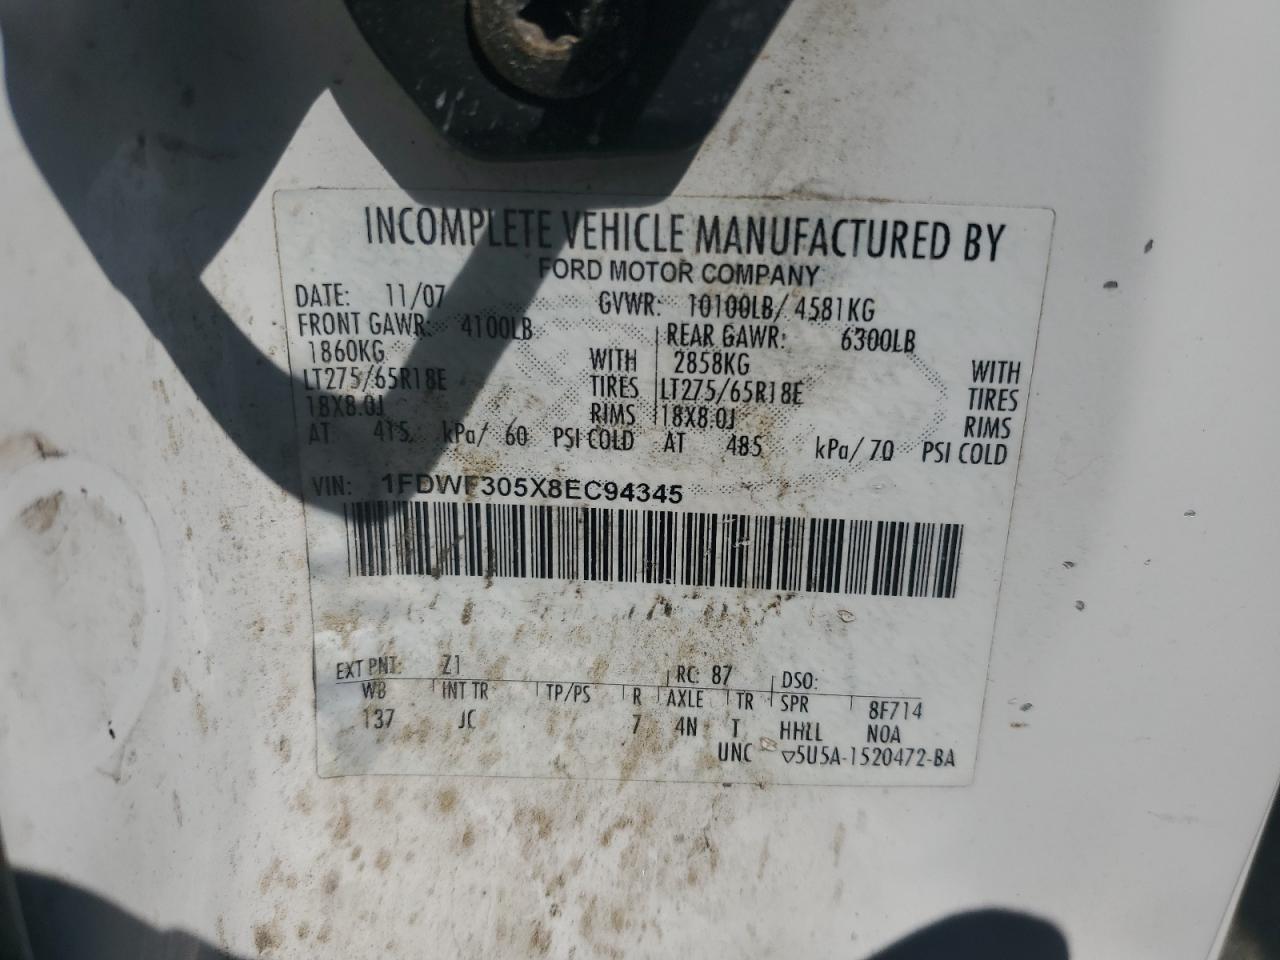 INCOMPLETE VEHICLE MANUFACTURED BY
FORD MOTOR COMPANY
DATE: 11/07 GVWR: 10100LB/ 4581KG
FRONT GAWR: 4100LB REAR GAWR: 6300LB
1860KG WITH 2858KG WITH
LT275/65R18E TIRES LT275/65R18E TIRES
18X8.0J RIMS 18X8.0J RIMS
AT 415 kPa/ 60 PSI COLD AT 485 kPa/ 70 PSI COLD
VIN: 1FDWF305X8EC94345
EXT PNT: Z1 RC: 87 DSO:
WB INT TR TP/PS R AXLE TR SPR 8F714
137 JC 7 4N T HHLL NOA
UNC ▽5U5A-1520472-BA